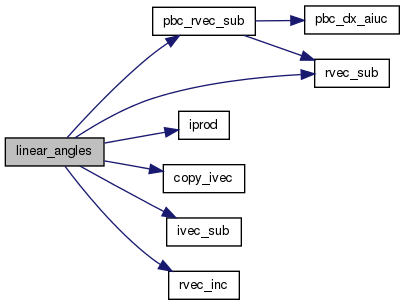 pbc_rvec_sub
pbc_dx_aiuc
rvec_sub
iprod
linear_angles
copy_ivec
ivec_sub
rvec_inc